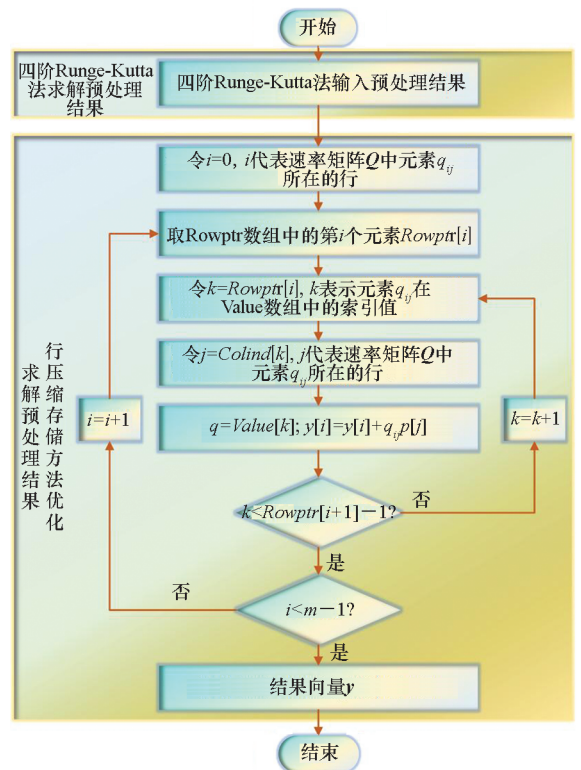 开始
四阶Runge-Kutta
法求解预处理
结果
四阶Runge-Kutta法输入预处理结果
令i=0, i代表速率矩阵Q中元素qij
所在的行
取Rowptr数组中的第i个元素Rowptr[i]
令k=Rowptr[i], k表示元素qij在
Value数组中的索引值
令j=Colind[k], j代表速率矩阵Q中
元素qij所在的行
行压缩存储方法优化
求解预处理结果
i=i+1
q=Value[k]; y[i]=y[i]+qijp[j]
k=k+1
k<Rowptr[i+1]-1?
否
是
否
i<m-1?
是
结果向量y
结束